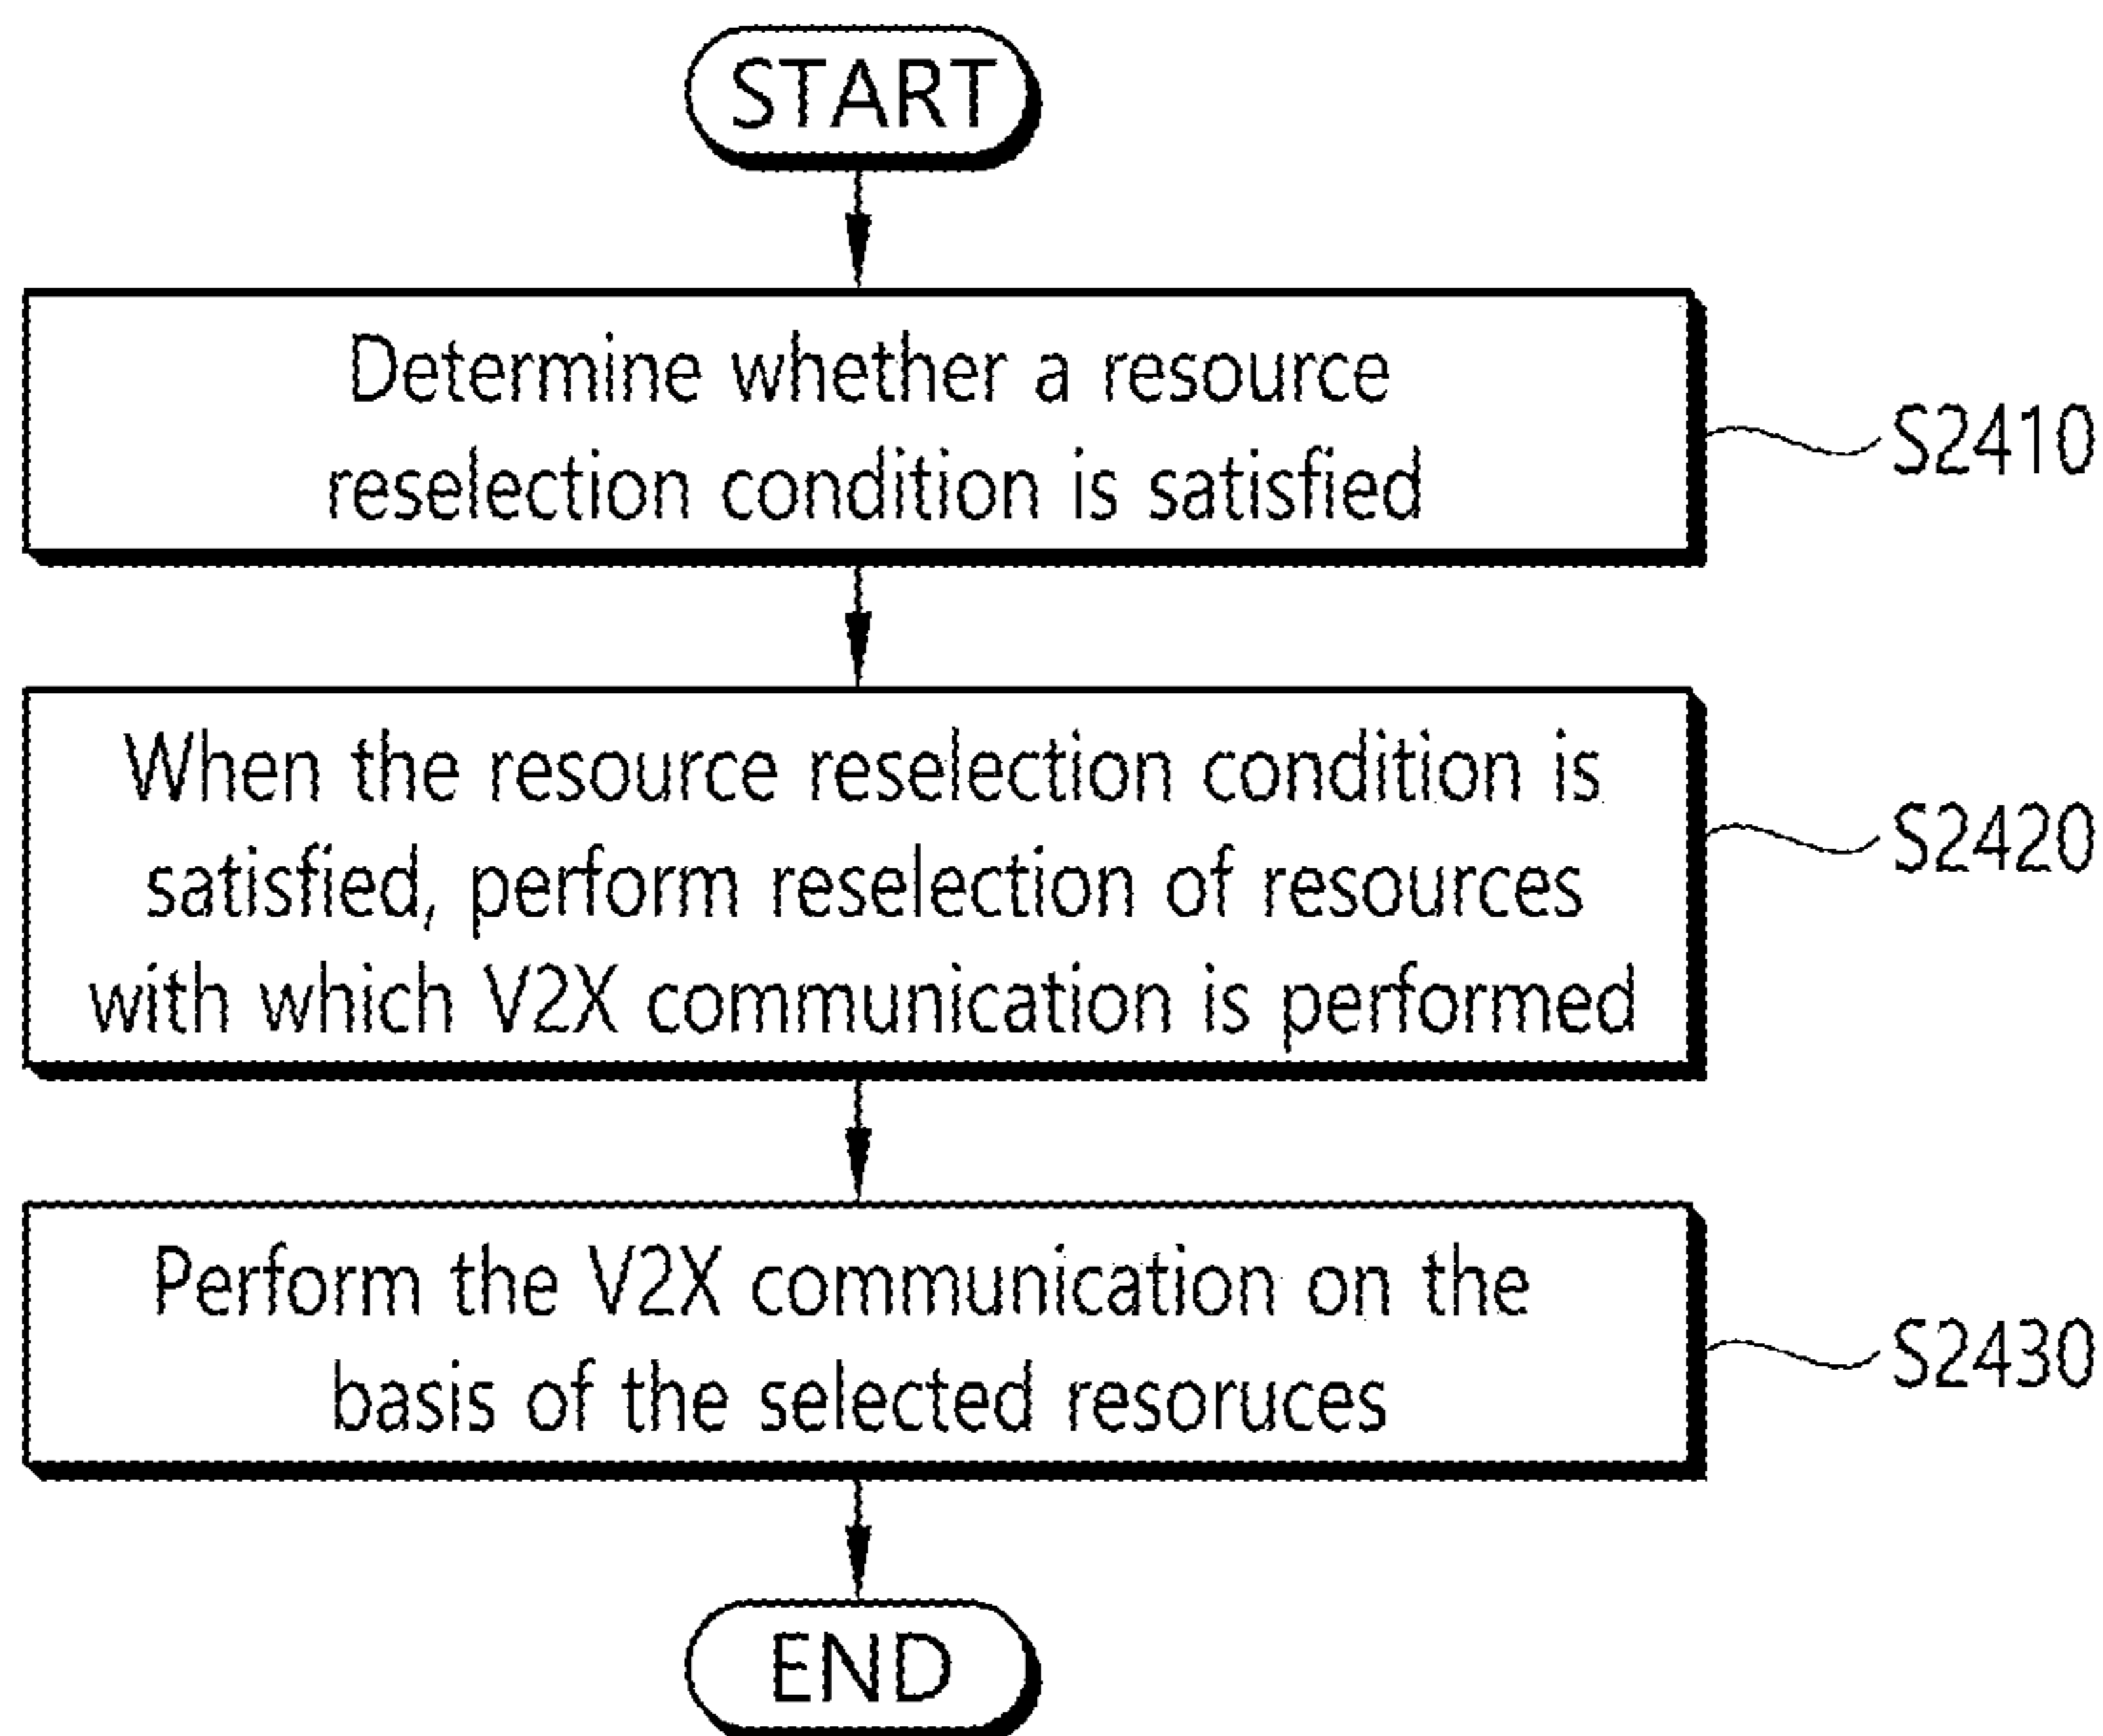 START
Determine whether a resource
reselection condition is satisfied
S2410
When the resource reselection condition is
satisfied, perform reselection of resources
with which V2X communication is performed
S2420
Perform the V2X communication on the
basis of the selected resoruces
S2430
END